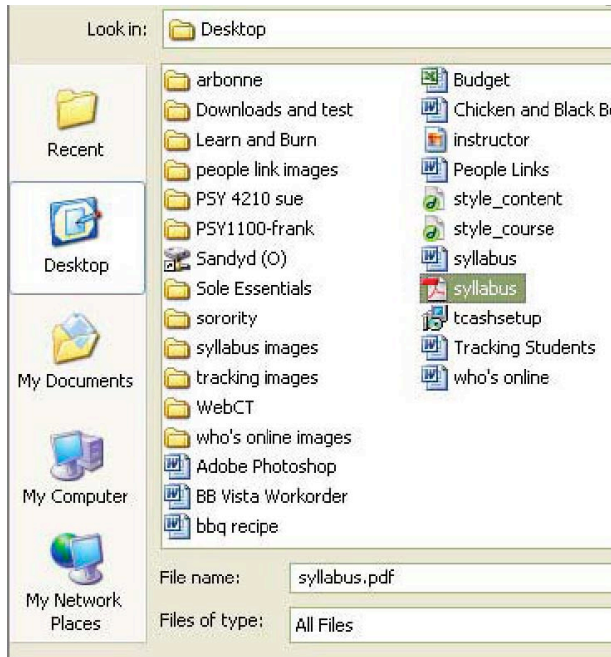 Look in: Desktop
Recent
Desktop
My Documents
My Computer
My Network
Places
arbonne
Downloads and test
Learn and Burn
people link images
PSY 4210 sue
PSY1100-frank
Sandyd (O)
Sole Essentials
sorority
syllabus images
tracking images
WebCT
who's online images
Adobe Photoshop
BB Vista Workorder
bbq recipe
Budget
Chicken and Black
instructor
People Links
style_content
style_course
syllabus
syllabus
tcashsetup
Tracking Students
who's online
File name: syllabus.pdf
Files of type: All Files